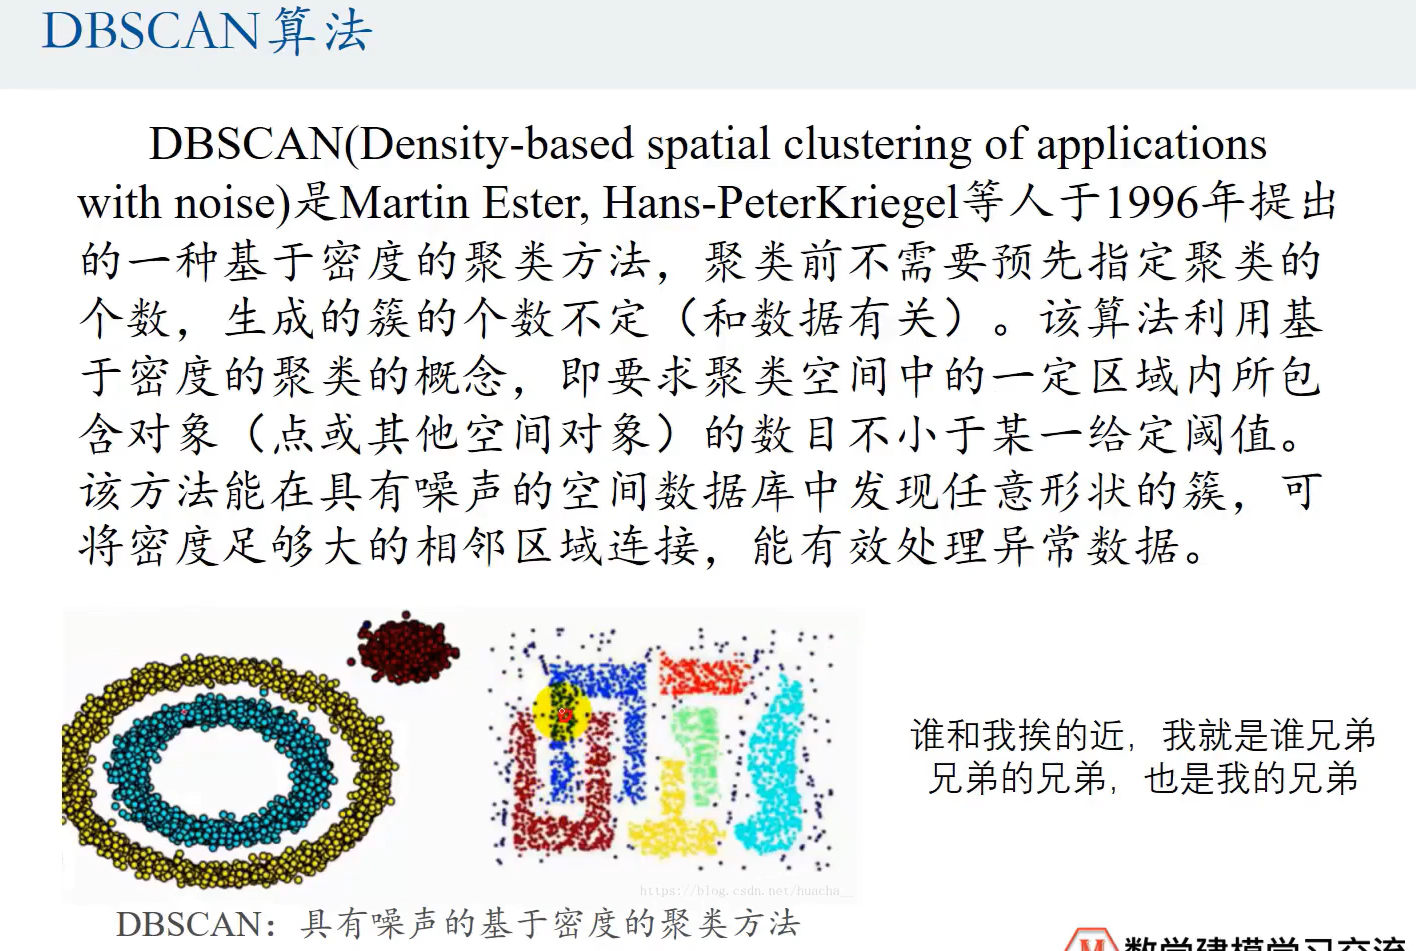 DBSCAN算法
DBSCAN(Density-based spatial clustering of applications
with noise)是Martin Ester, Hans-PeterKriegel等人于1996年提出
的一种基于密度的聚类方法，聚类前不需要预先指定聚类的
个数，生成的簇的个数不定（和数据有关）。该算法利用基
于密度的聚类的概念，即要求聚类空间中的一定区域内所包
含对象（点或其他空间对象）的数目不小于某一给定阈值。
该方法能在具有噪声的空间数据库中发现任意形状的簇，可
将密度足够大的相邻区域连接，能有效处理异常数据。
谁和我挨的近，我就是谁兄弟
兄弟的兄弟，也是我的兄弟
https://blog.csdn.net/huacha__
DBSCAN：具有噪声的基于密度的聚类方法
M 数学建模学习交流